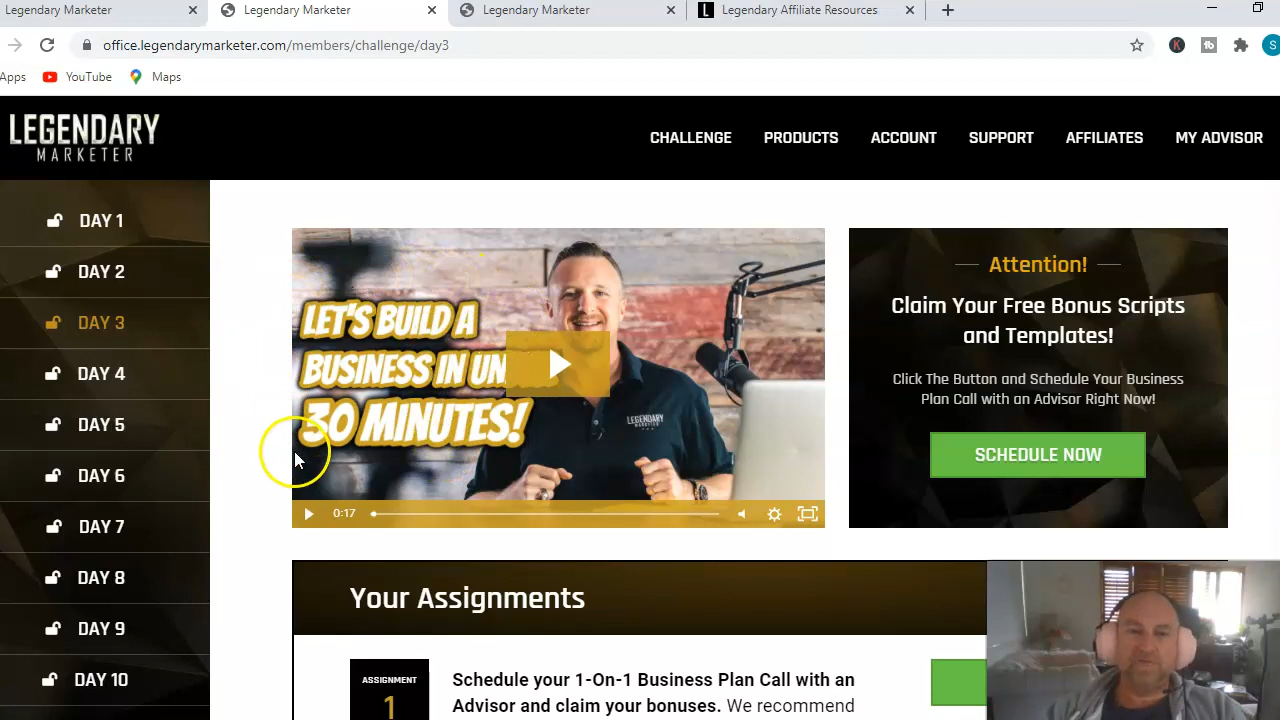 Legendary Marketer
Legendary Marketer
Legendary Marketer
L Legendary Affiliate Resources
office.legendarymarketer.com/members/challenge/day3
K
tb
S
Apps
YouTube
Maps
LEGENDARY
MARKETER
CHALLENGE
PRODUCTS
ACCOUNT
SUPPORT
AFFILIATES
MY ADVISOR
DAY 1
DAY 2
DAY 3
DAY 4
DAY 5
DAY 6
DAY 7
DAY 8
DAY 9
DAY 10
LET'S BUILD A
BUSINESS IN UN
30 MINUTES!
LEGENDARY
MARKETER
0:17
Attention!
Claim Your Free Bonus Scripts
and Templates!
Click The Button and Schedule Your Business
Plan Call with an Advisor Right Now!
SCHEDULE NOW
Your Assignments
ASSIGNMENT
1
Schedule your 1-On-1 Business Plan Call with an
Advisor and claim your bonuses. We recommend